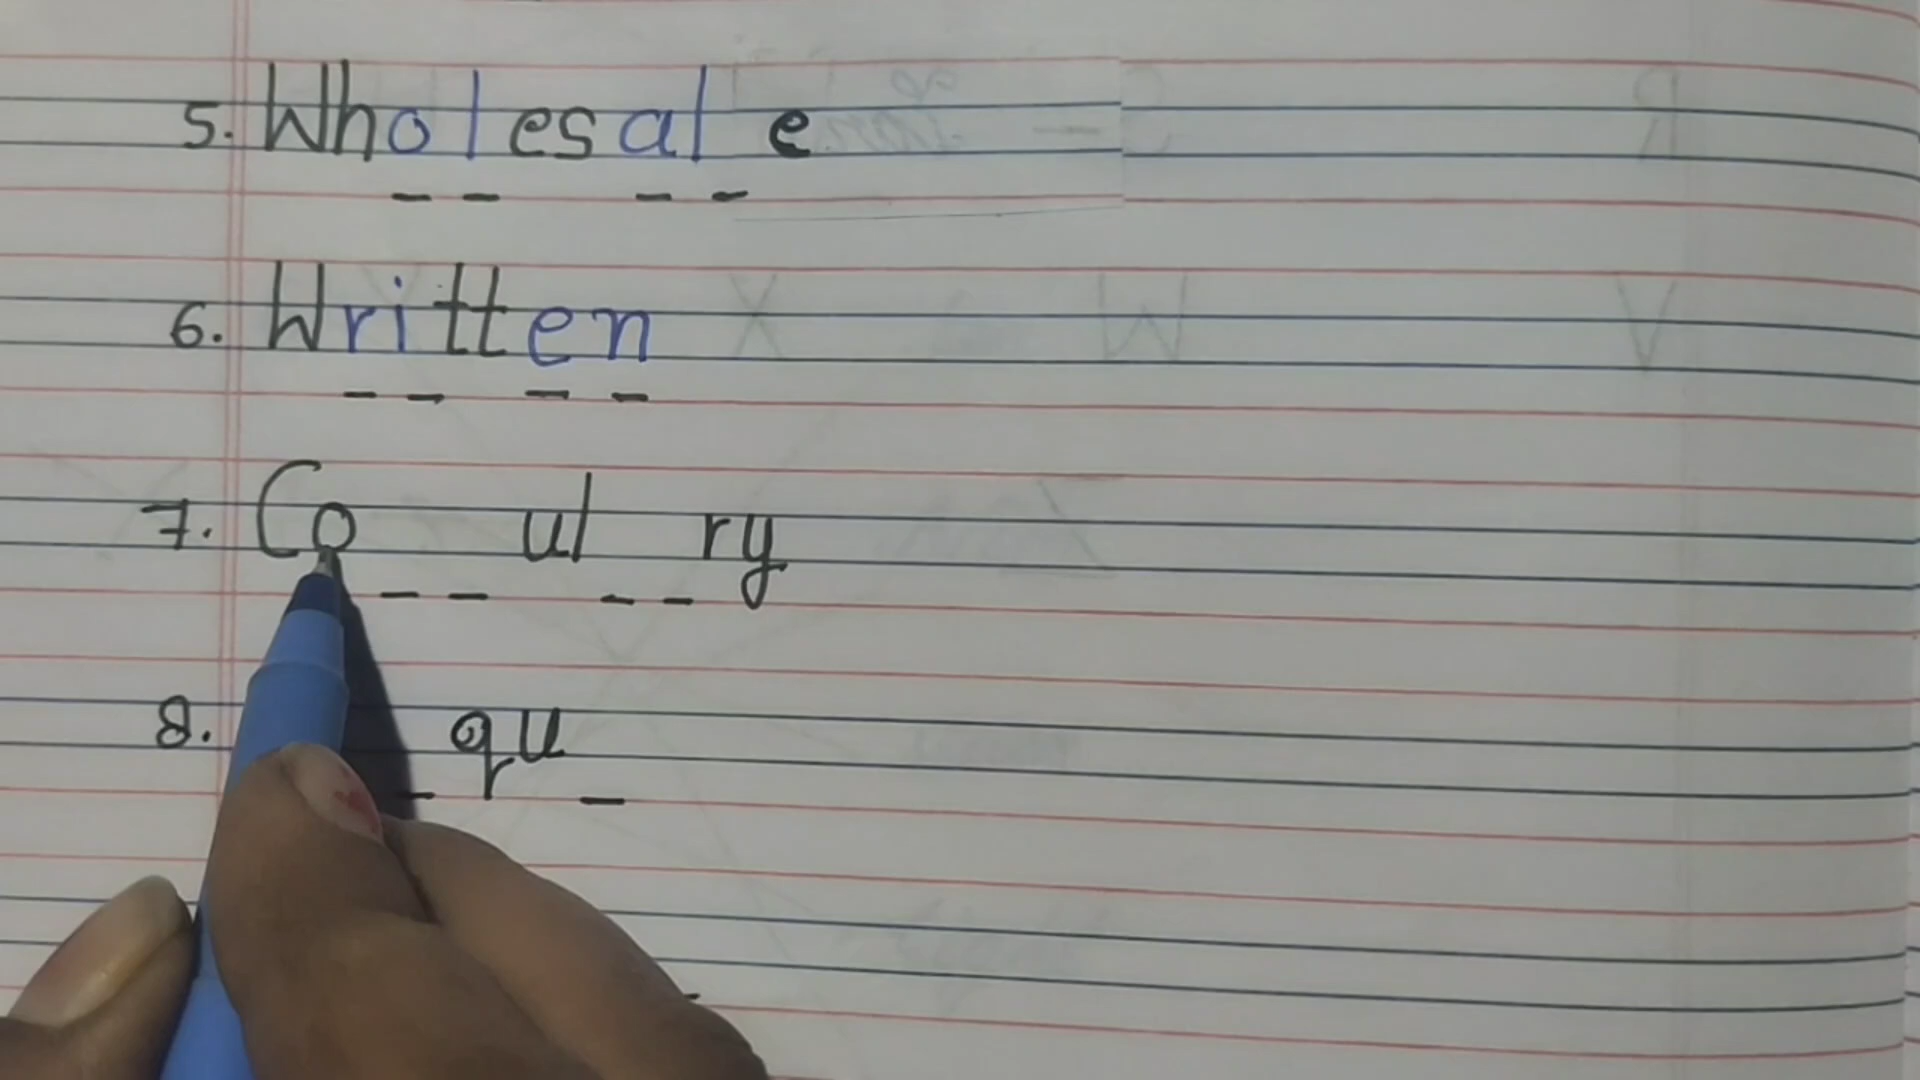 5. Wholesale
6. Written
7. Co _ _ ul _ _ ry
8. _ qu _